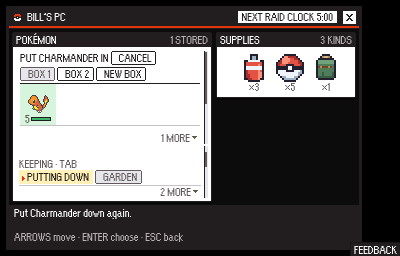 BILL'S PC
NEXT RAID CLOCK 5:00
X
POKÉMON
1 STORED
PUT CHARMANDER IN
CANCEL
BOX 1
BOX 2
NEW BOX
5
1 MORE
KEEPING · TAB
PUTTING DOWN
GARDEN
2 MORE
SUPPLIES
3 KINDS
×3
×5
×1
Put Charmander down again.
ARROWS move · ENTER choose · ESC back
FEEDBACK